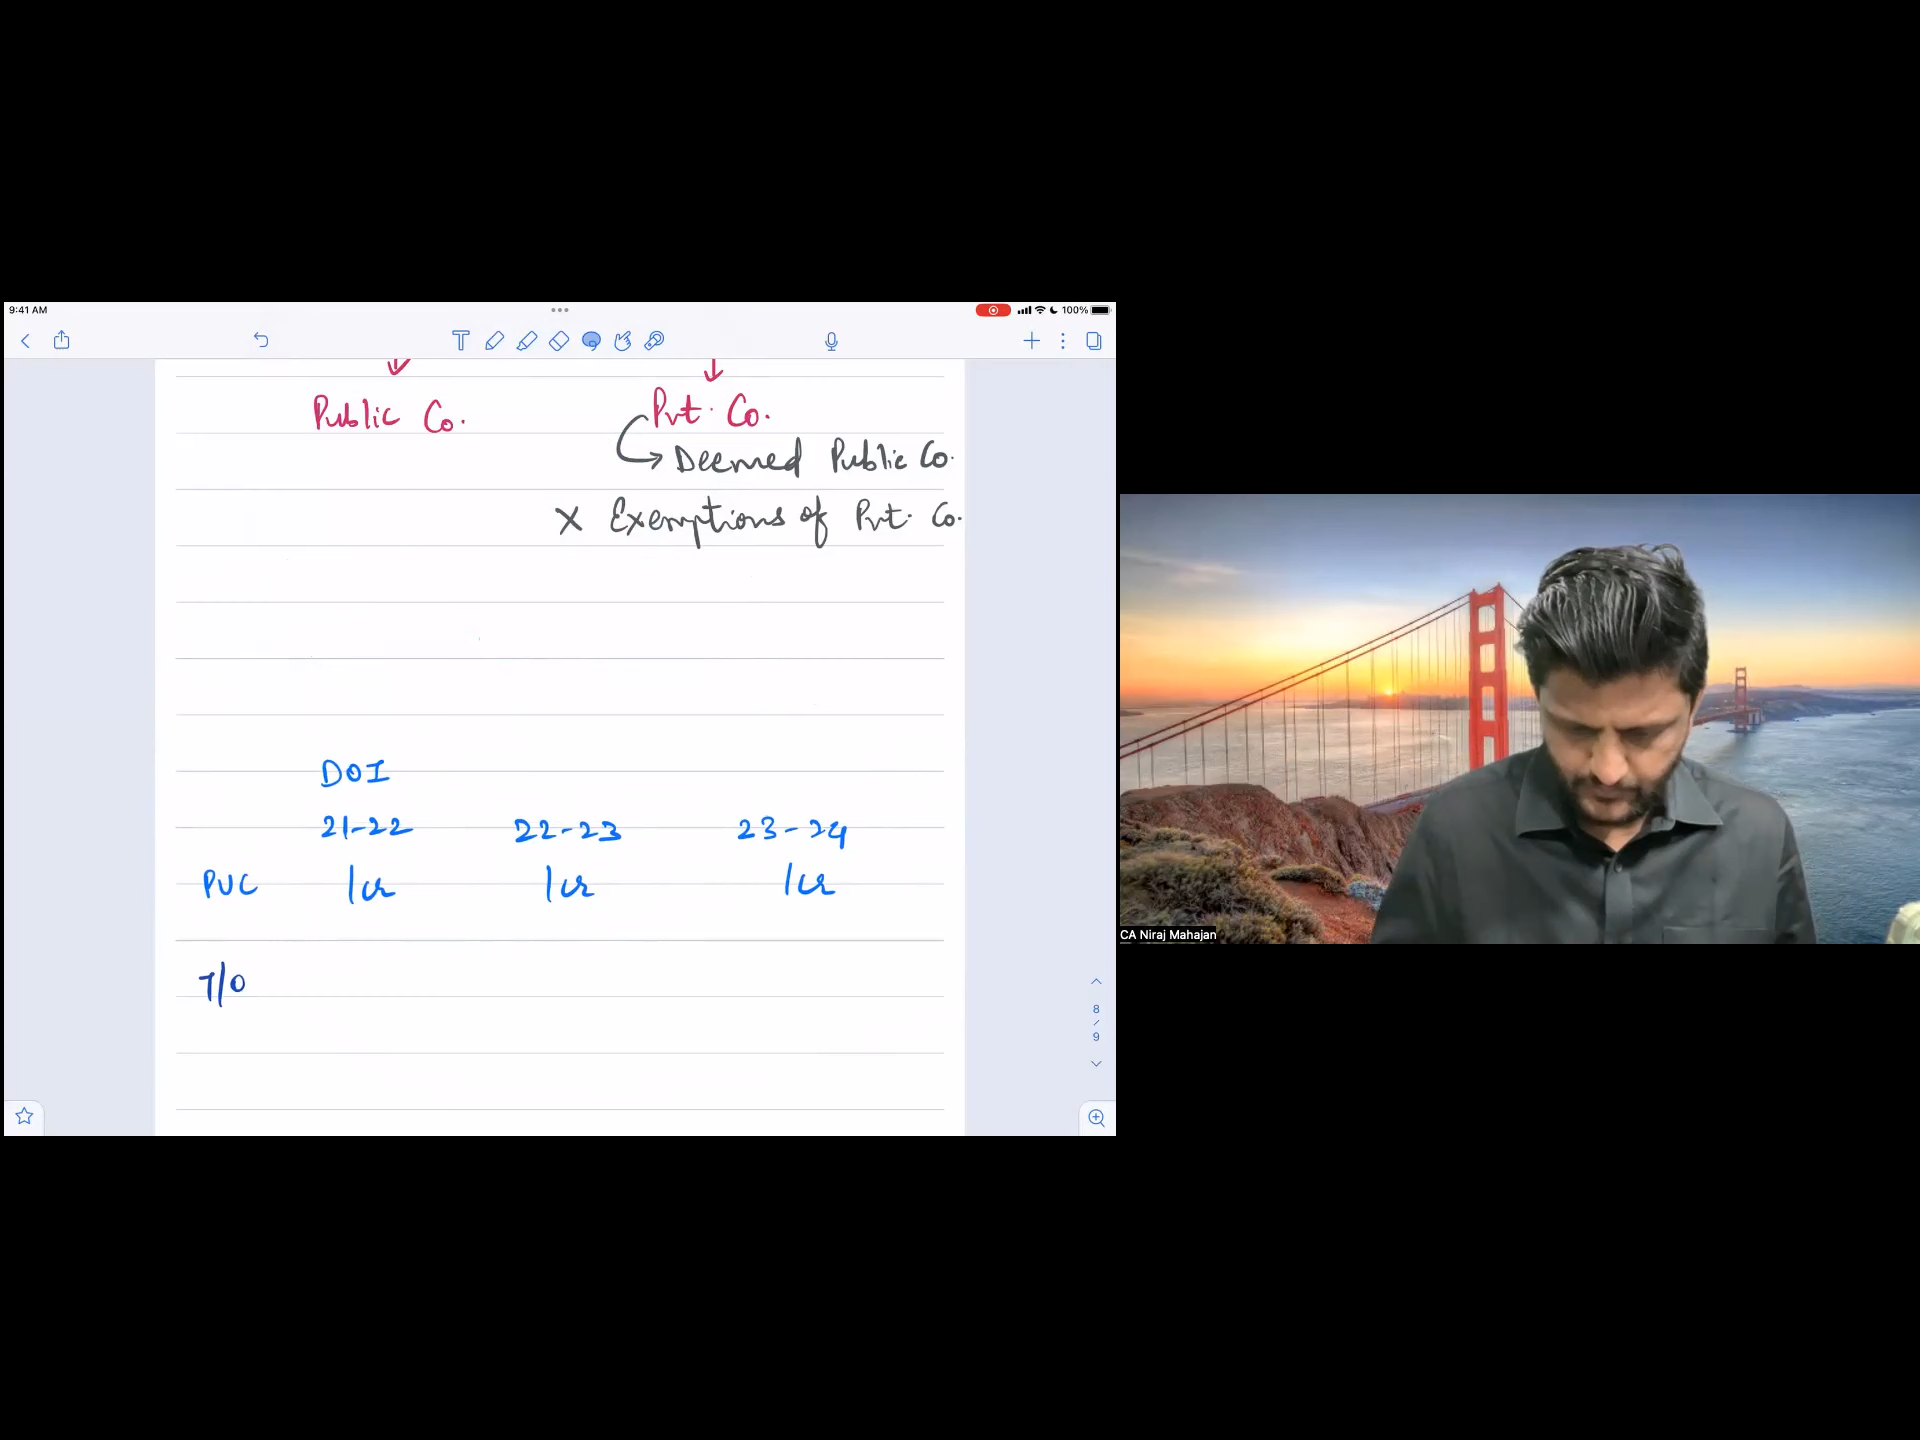 9:41 AM
100%
Public Co.
Pvt. Co.
Deemed Public Co.
X Exemptions of Pvt. Co.
DOI
21-22 22-23 23-24
PUC 1cr 1cr 1cr
T/O
8
/
9
CA Niraj Mahajan